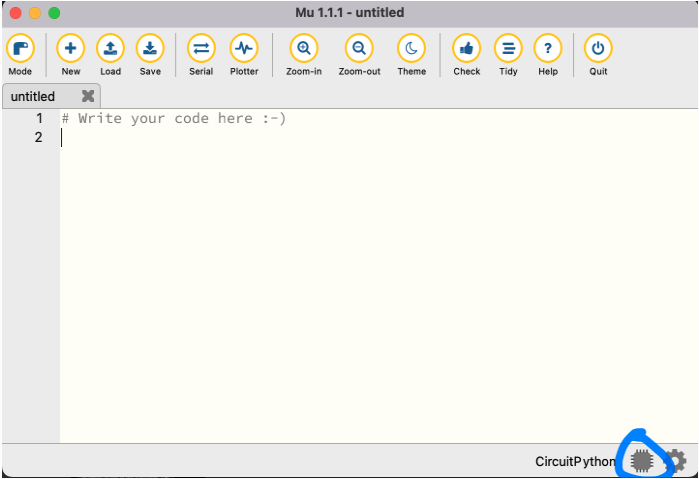 Mu 1.1.1 - untitled
Mode New Load Save Serial Plotter Zoom-in Zoom-out Theme Check Tidy Help Quit
untitled
1 # Write your code here :-)
2
CircuitPython